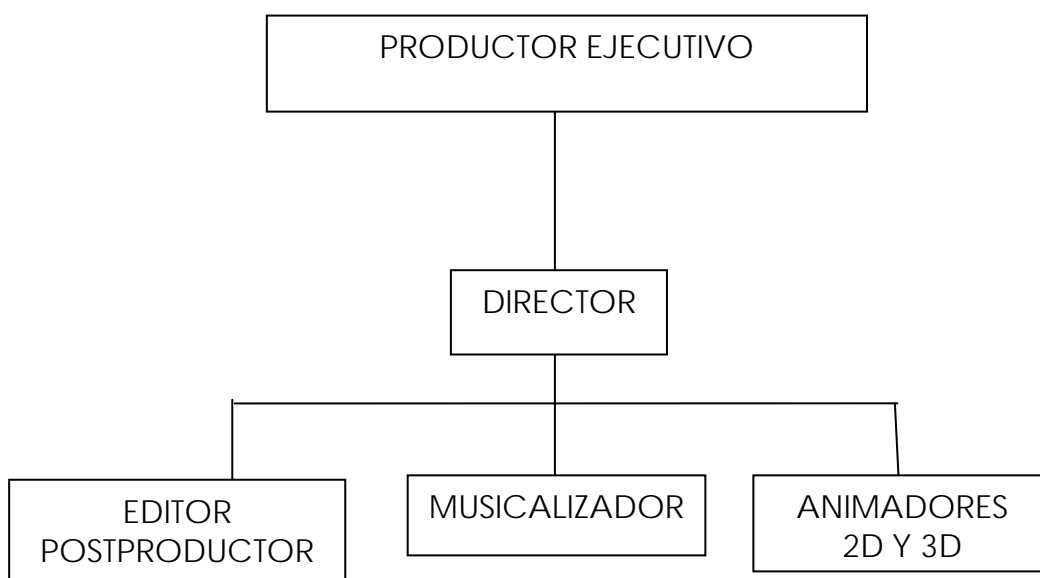 PRODUCTOR EJECUTIVO
DIRECTOR
EDITOR
POSTPRODUCTOR
MUSICALIZADOR
ANIMADORES
2D Y 3D